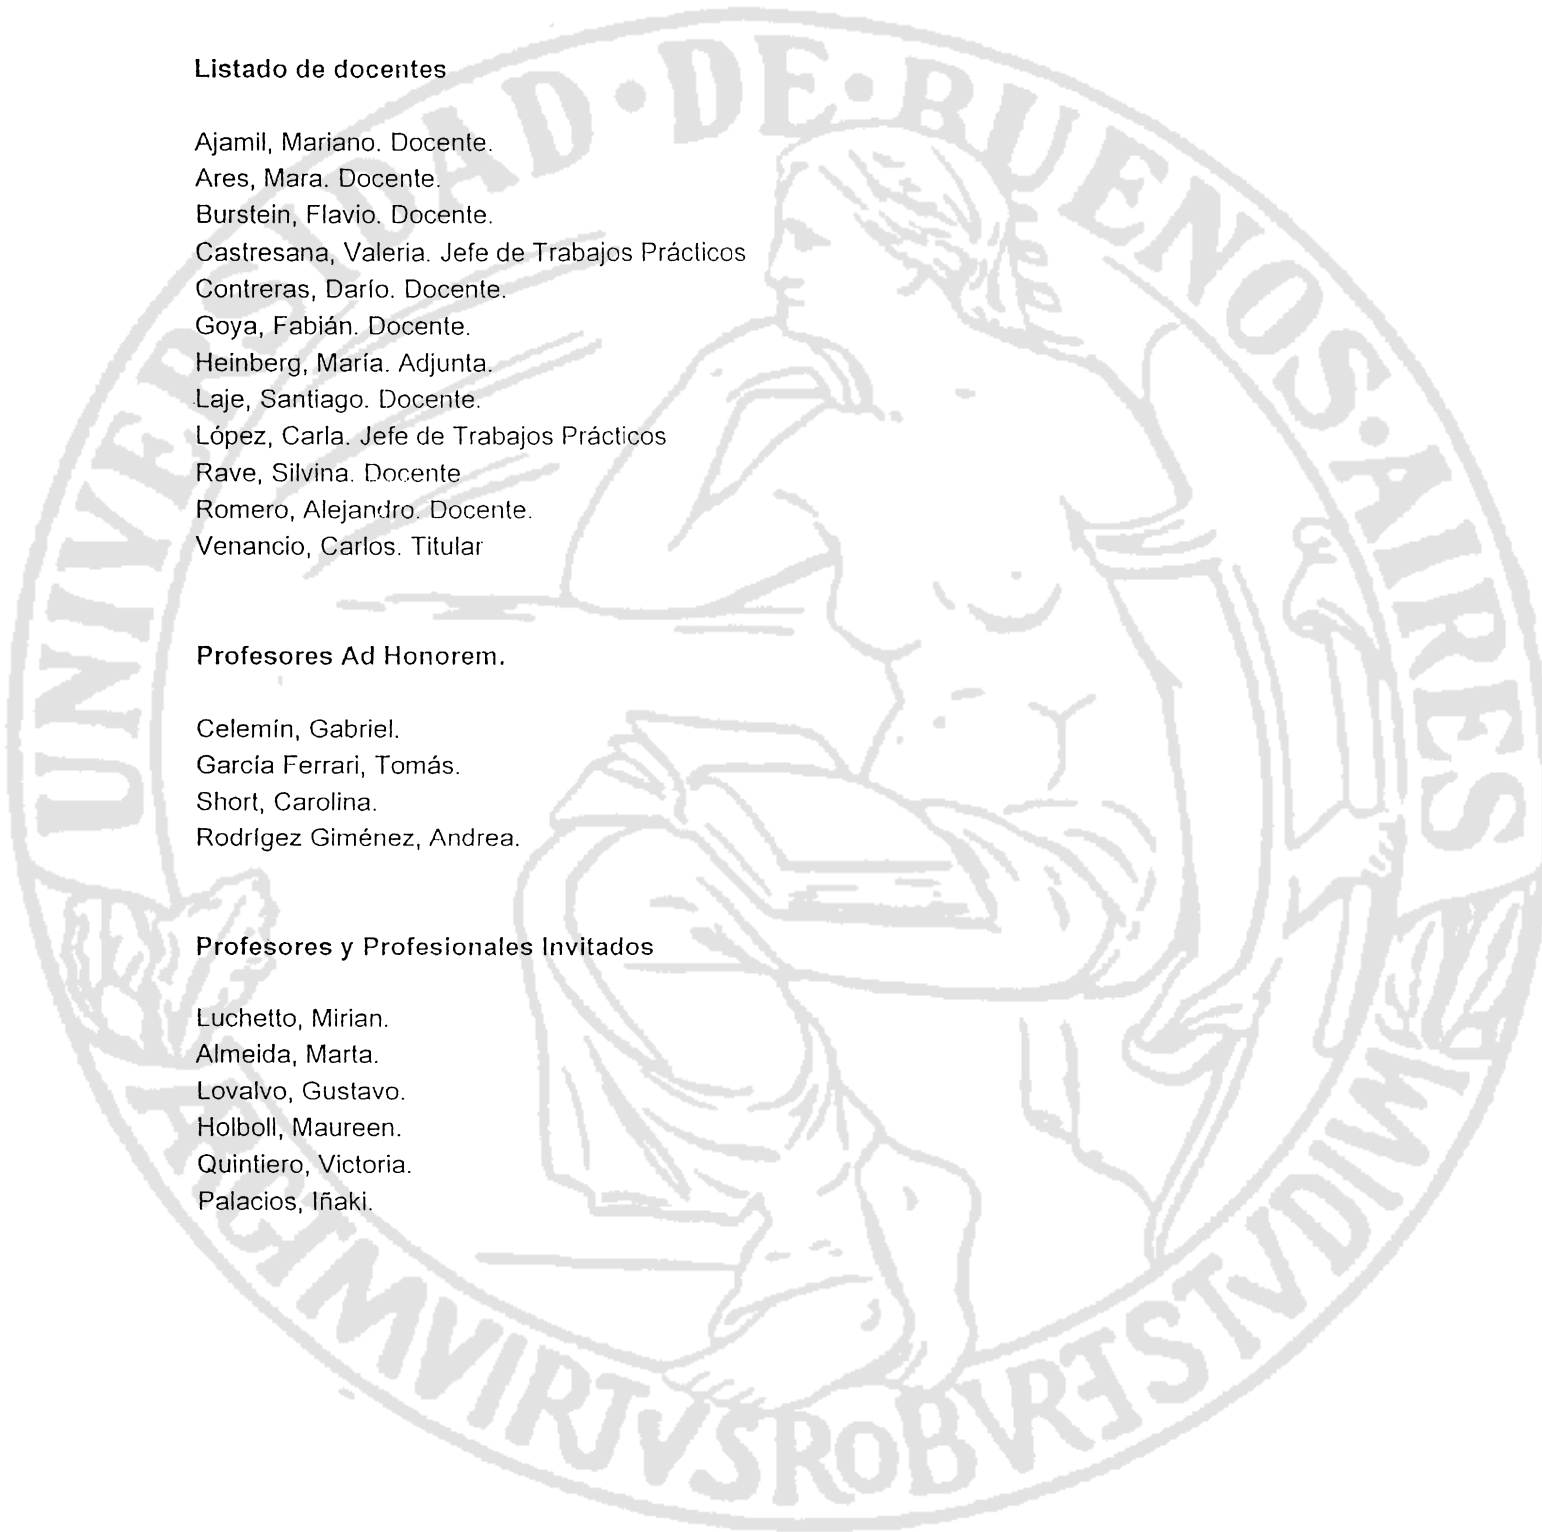 Listado de docentes
Ajamil, Mariano. Docente.
Ares, Mara. Docente.
Burstein, Flavio. Docente.
Castresana, Valeria. Jefe de Trabajos Prácticos
Contreras, Darío. Docente.
Goya, Fabián. Docente.
Heinberg, María. Adjunta.
Laje, Santiago. Docente.
López, Carla. Jefe de Trabajos Prácticos
Rave, Silvina. Docente
Romero, Alejandro. Docente.
Venancio, Carlos. Titular
Profesores Ad Honorem.
Celemín, Gabriel.
García Ferrari, Tomás.
Short, Carolina.
Rodrígez Giménez, Andrea.
Profesores y Profesionales Invitados
Luchetto, Mirian.
Almeida, Marta.
Lovalvo, Gustavo.
Holboll, Maureen.
Quintiero, Victoria.
Palacios, Iñaki.
UNIVERSIDAD·DE·BUENOS·AIRES
ARGTMVIRTVSROBVRETSTVDIVM